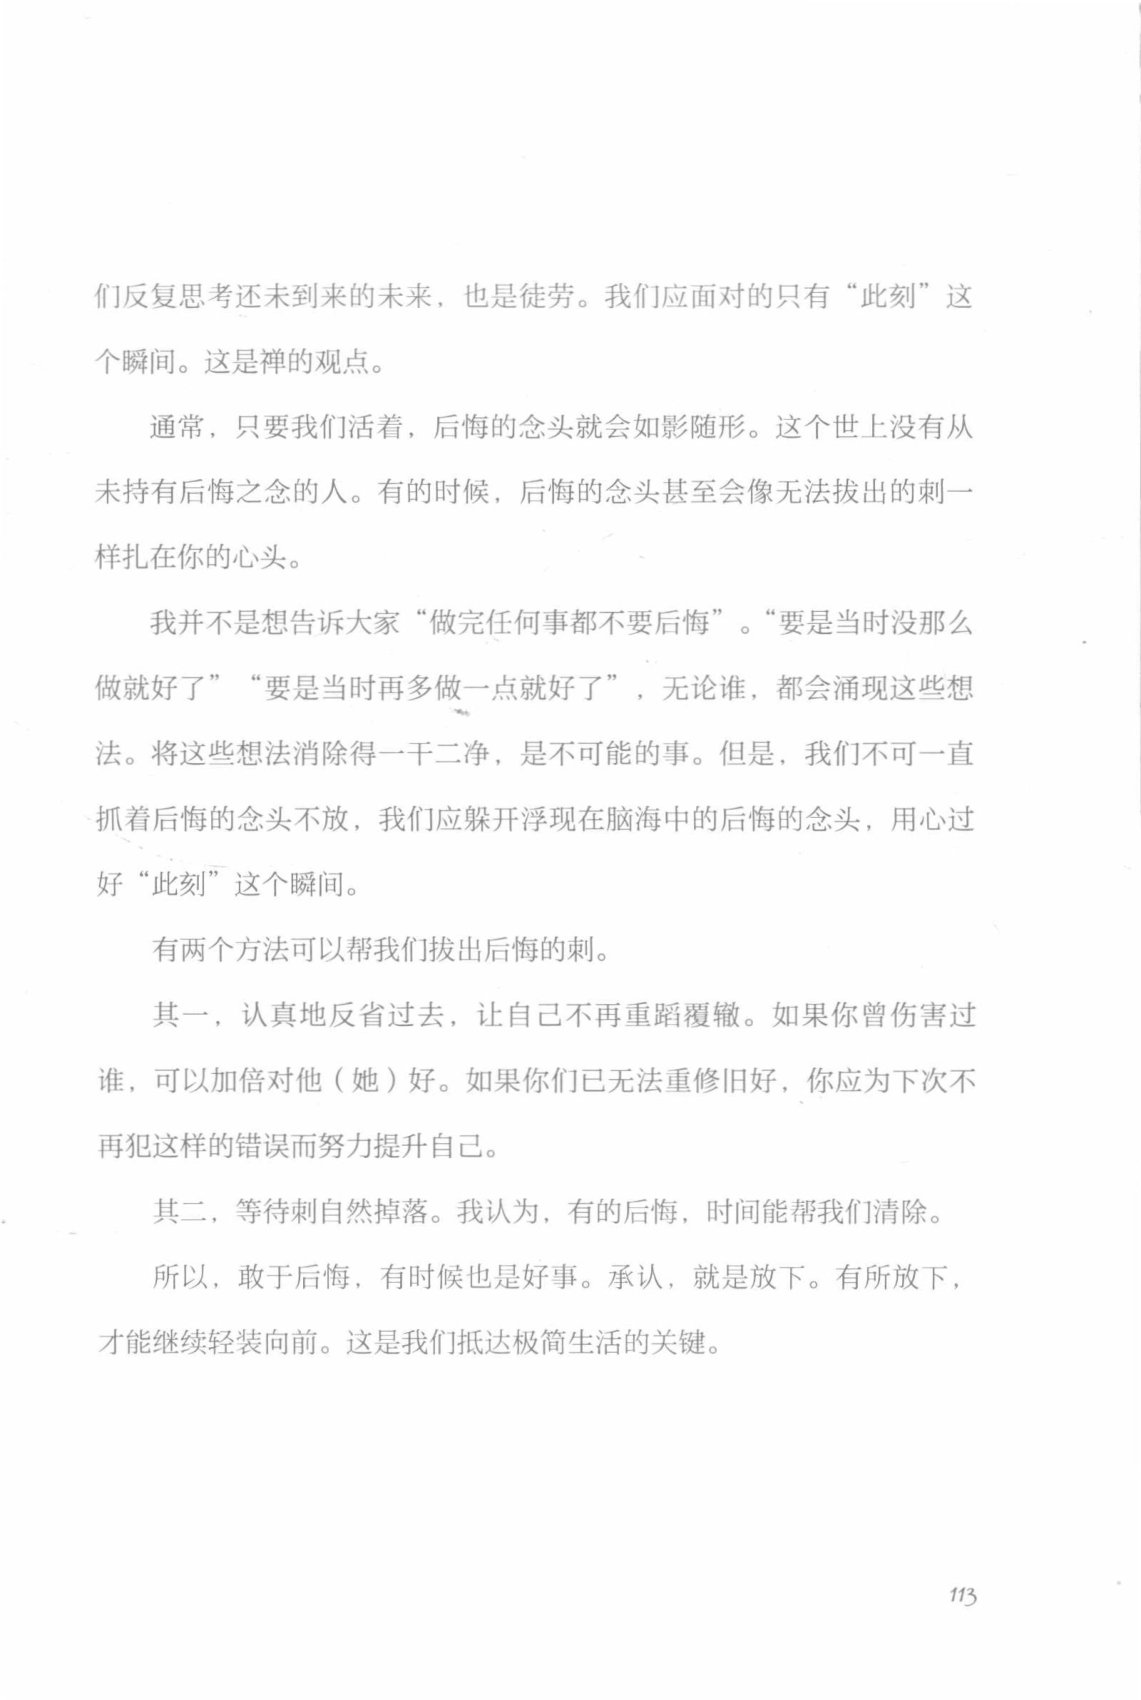 们反复思考还未到来的未来，也是徒劳。我们应面对的只有“此刻”这
个瞬间。这是禅的观点。
通常，只要我们活着，后悔的念头就会如影随形。这个世上没有从
未持有后悔之念的人。有的时候，后悔的念头甚至会像无法拔出的刺一
样扎在你的心头。
我并不是想告诉大家“做完任何事都不要后悔”。“要是当时没那么
做就好了”“要是当时再多做一点就好了”，无论谁，都会涌现这些想
法。将这些想法消除得一干二净，是不可能的事。但是，我们不可一直
抓着后悔的念头不放，我们应躲开浮现在脑海中的后悔的念头，用心过
好“此刻”这个瞬间。
有两个方法可以帮我们拔出后悔的刺。
其一，认真地反省过去，让自己不再重蹈覆辙。如果你曾伤害过
谁，可以加倍对他（她）好。如果你们已无法重修旧好，你应为下次不
再犯这样的错误而努力提升自己。
其二，等待刺自然掉落。我认为，有的后悔，时间能帮我们清除。
所以，敢于后悔，有时候也是好事。承认，就是放下。有所放下，
才能继续轻装向前。这是我们抵达极简生活的关键。
113